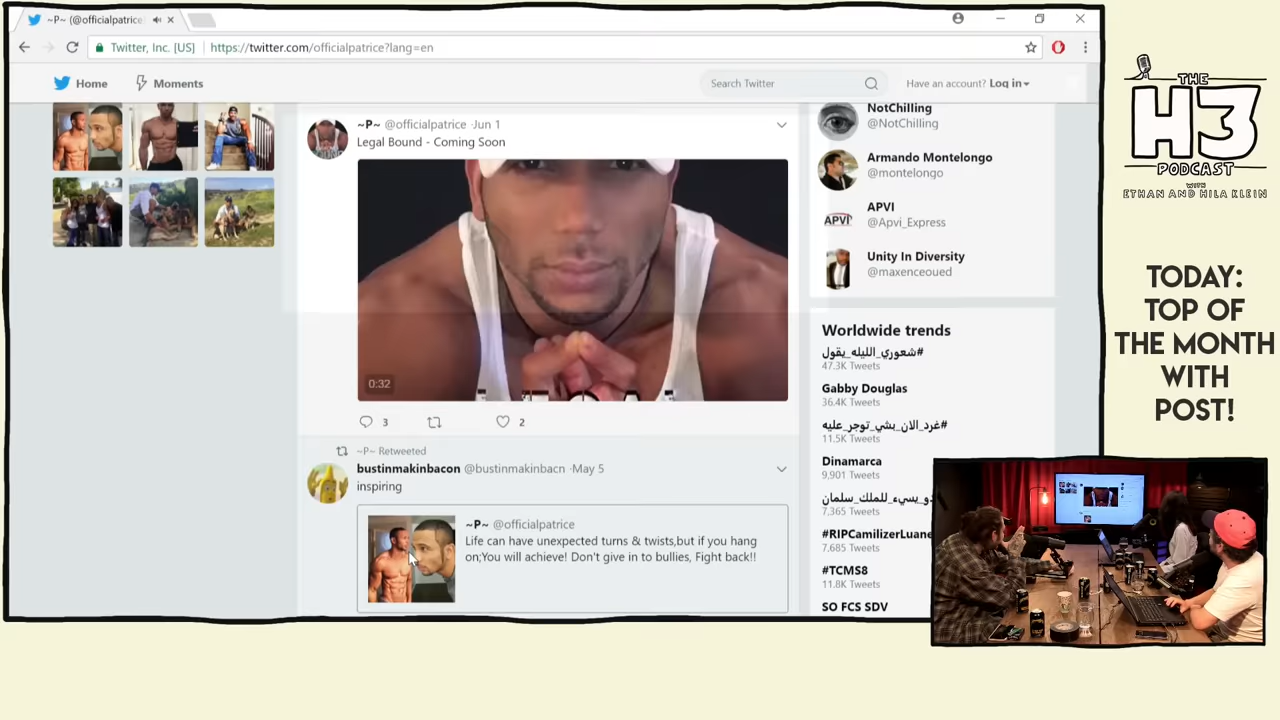 ~P~ (@officialpatrice
Twitter, Inc. [US]
https://twitter.com/officialpatrice?lang=en
Home
Moments
Search Twitter
Have an account? Log in
~P~ @officialpatrice · Jun 1
Legal Bound - Coming Soon
0:32
3
2
~P~ Retweeted
bustinmakinbacon @bustinmakinbacn · May 5
inspiring
~P~ @officialpatrice
Life can have unexpected turns & twists,but if you hang
on;You will achieve! Don't give in to bullies, Fight back!!
NotChilling
@NotChilling
Armando Montelongo
@montelongo
APVI
APVI
@Apvi_Express
Unity In Diversity
@maxenceoued
Worldwide trends
#شعوري_الليله_يقول
47.3K Tweets
Gabby Douglas
36.4K Tweets
#غرد_الان_بشي_توجر_عليه
11.5K Tweets
Dinamarca
9,901 Tweets
7,365 Tweets
#RIPCamilizerLuane
7,685 Tweets
#TCMS8
11.8K Tweets
SO FCS SDV
THE
H3
PODCAST
WITH
ETHAN AND HILA KLEIN
TODAY:
TOP OF
THE MONTH
WITH
POST!